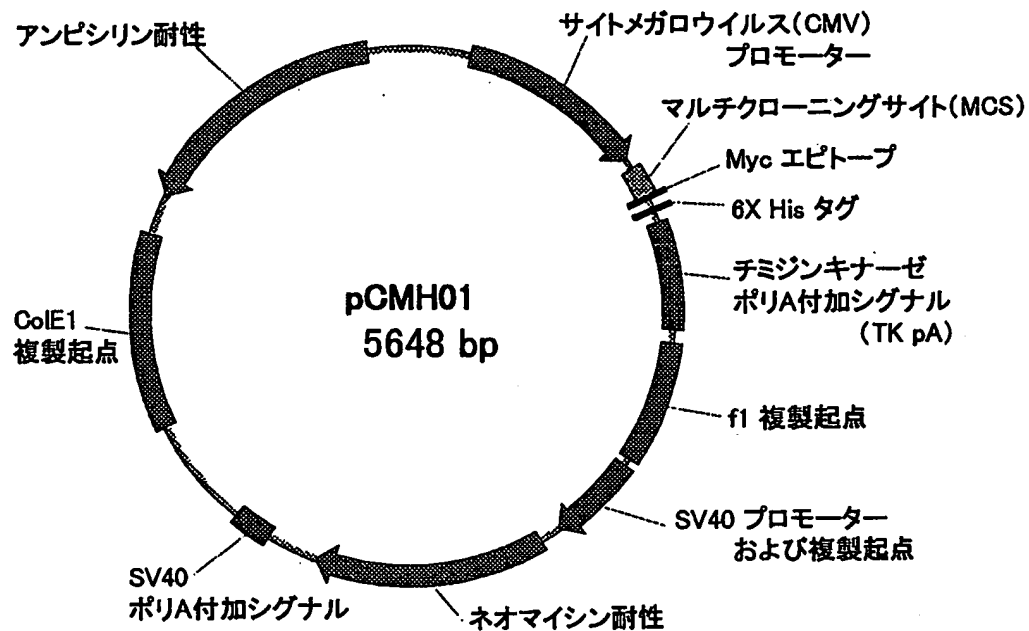 アンピシリン耐性
サイトメガロウイルス(CMV)
プロモーター
マルチクローニングサイト(MCS)
Myc エピトープ
6X His タグ
チミジンキナーゼ
ポリA付加シグナル
(TK pA)
pCMH01
5648 bp
ColE1
複製起点
f1 複製起点
SV40 プロモーター
および複製起点
SV40
ポリA付加シグナル
ネオマイシン耐性